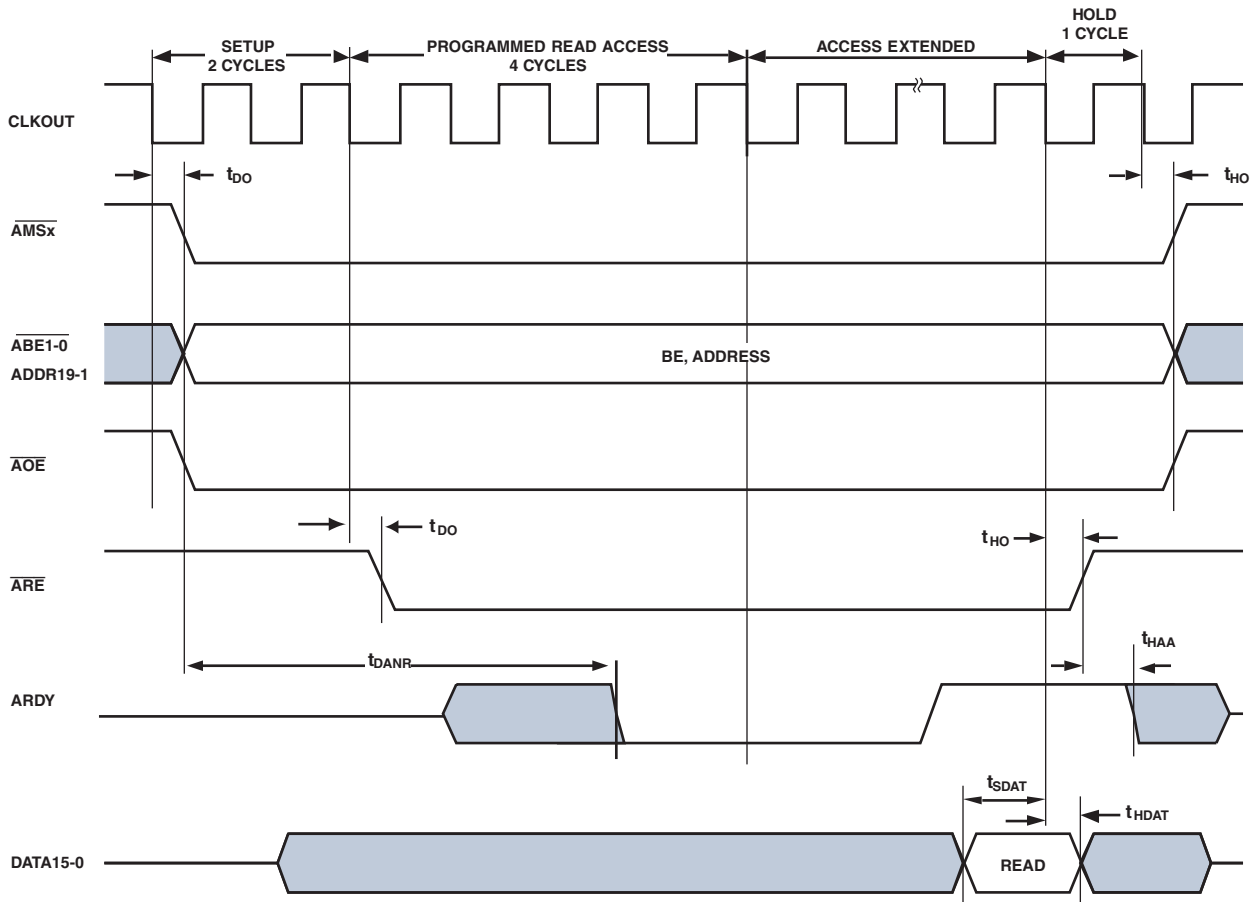 SETUP
2 CYCLES
PROGRAMMED READ ACCESS
4 CYCLES
ACCESS EXTENDED
HOLD
1 CYCLE
CLKOUT
tDO
tHO
AMSx
ABE1-0
ADDR19-1
BE, ADDRESS
AOE
tDO
tHO
ARE
tDANR
tHAA
ARDY
tSDAT
tHDAT
DATA15-0
READ